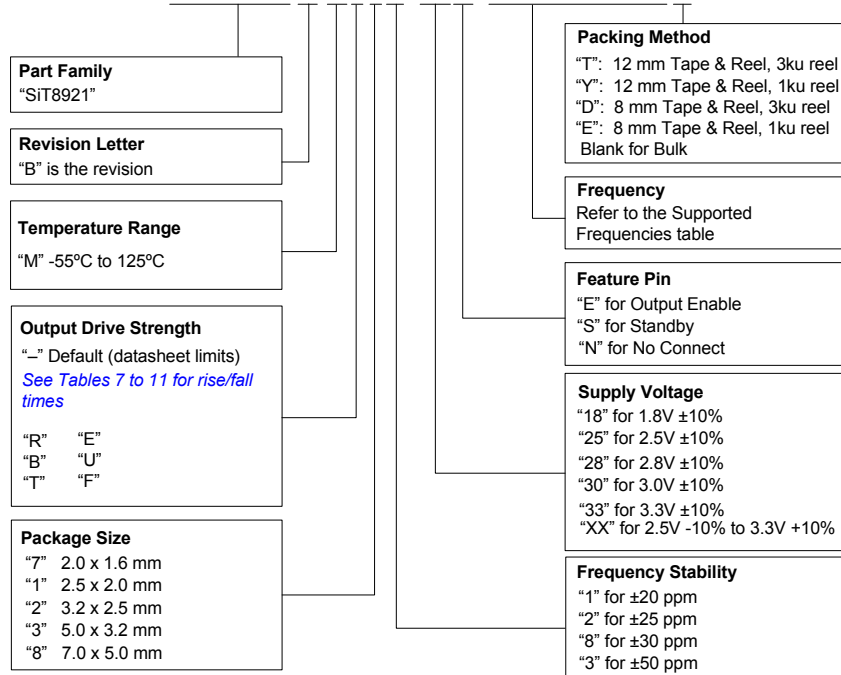 Part Family
“SiT8921”
Revision Letter
“B” is the revision
Temperature Range
“M” -55ºC to 125ºC
Output Drive Strength
“–” Default (datasheet limits)
See Tables 7 to 11 for rise/fall
times
“R” “E”
“B” “U”
“T” “F”
Package Size
“7” 2.0 x 1.6 mm
“1” 2.5 x 2.0 mm
“2” 3.2 x 2.5 mm
“3” 5.0 x 3.2 mm
“8” 7.0 x 5.0 mm
Packing Method
“T”: 12 mm Tape & Reel, 3ku reel
“Y”: 12 mm Tape & Reel, 1ku reel
“D”: 8 mm Tape & Reel, 3ku reel
“E”: 8 mm Tape & Reel, 1ku reel
Blank for Bulk
Frequency
Refer to the Supported
Frequencies table
Feature Pin
“E” for Output Enable
“S” for Standby
“N” for No Connect
Supply Voltage
“18” for 1.8V ±10%
“25” for 2.5V ±10%
“28” for 2.8V ±10%
“30” for 3.0V ±10%
“33” for 3.3V ±10%
“XX” for 2.5V -10% to 3.3V +10%
Frequency Stability
“1” for ±20 ppm
“2” for ±25 ppm
“8” for ±30 ppm
“3” for ±50 ppm